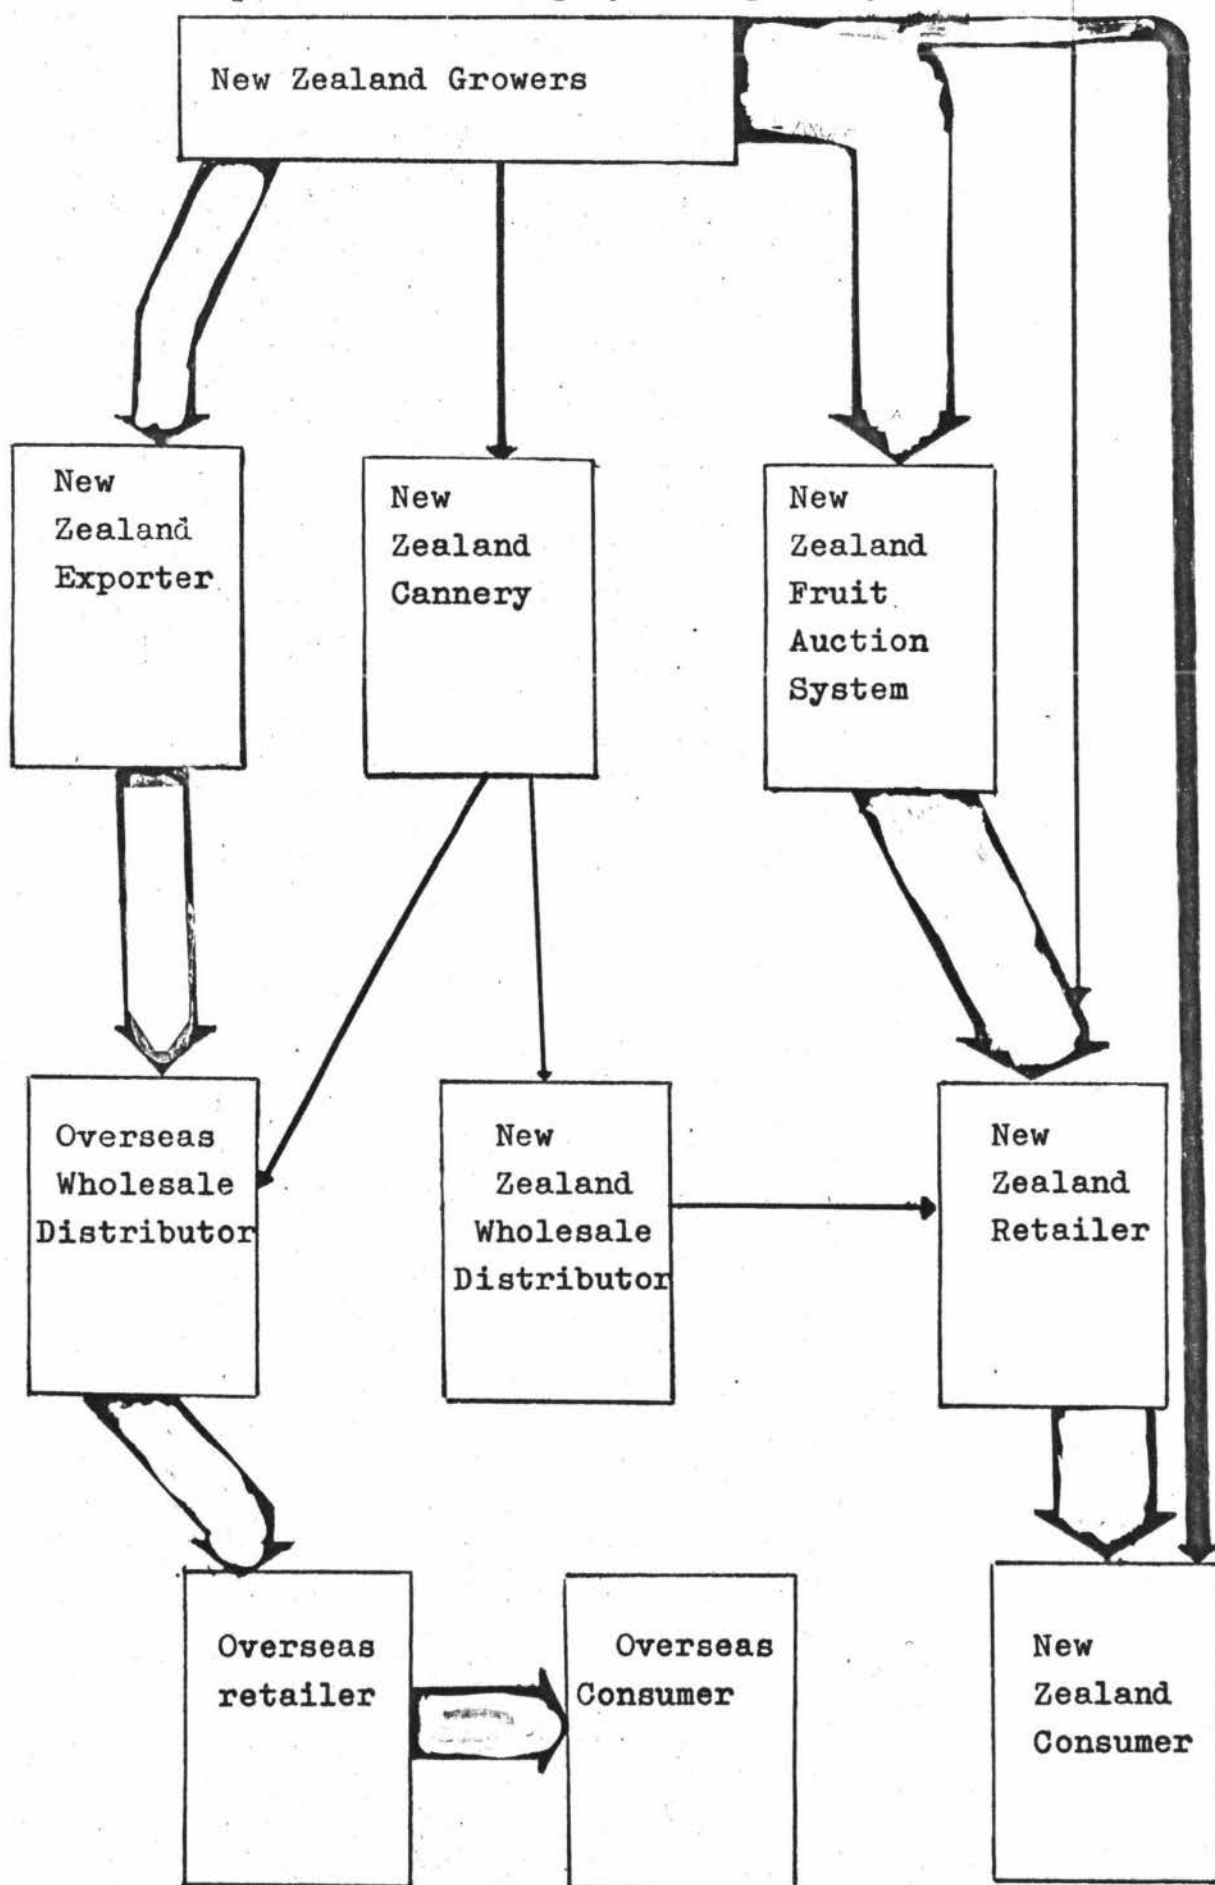 New Zealand Growers
New
Zealand
Exporter
New
Zealand
Cannery
New
Zealand
Fruit
Auction
System
Overseas
Wholesale
Distributor
New
Zealand
Wholesale
Distributor
New
Zealand
Retailer
Overseas
retailer
Overseas
Consumer
New
Zealand
Consumer